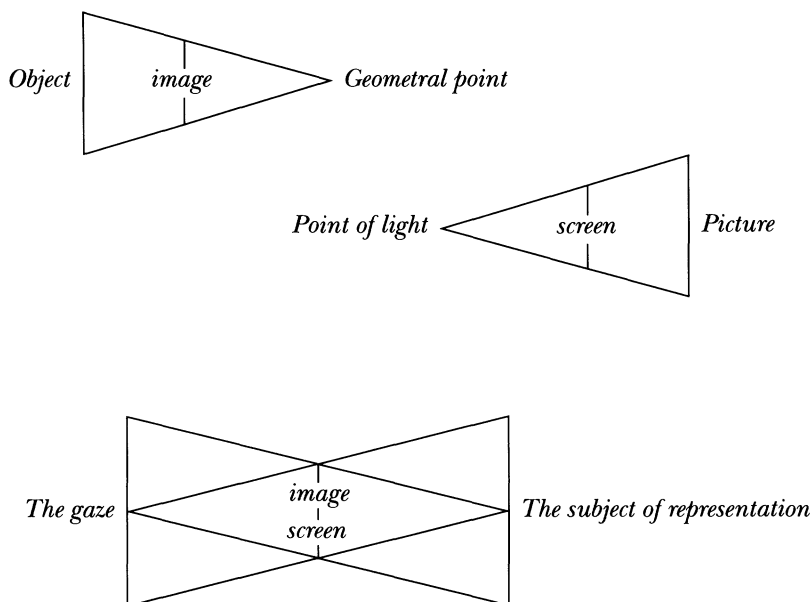 Object image Geometral point
Point of light screen Picture
image
The gaze The subject of representation
screen